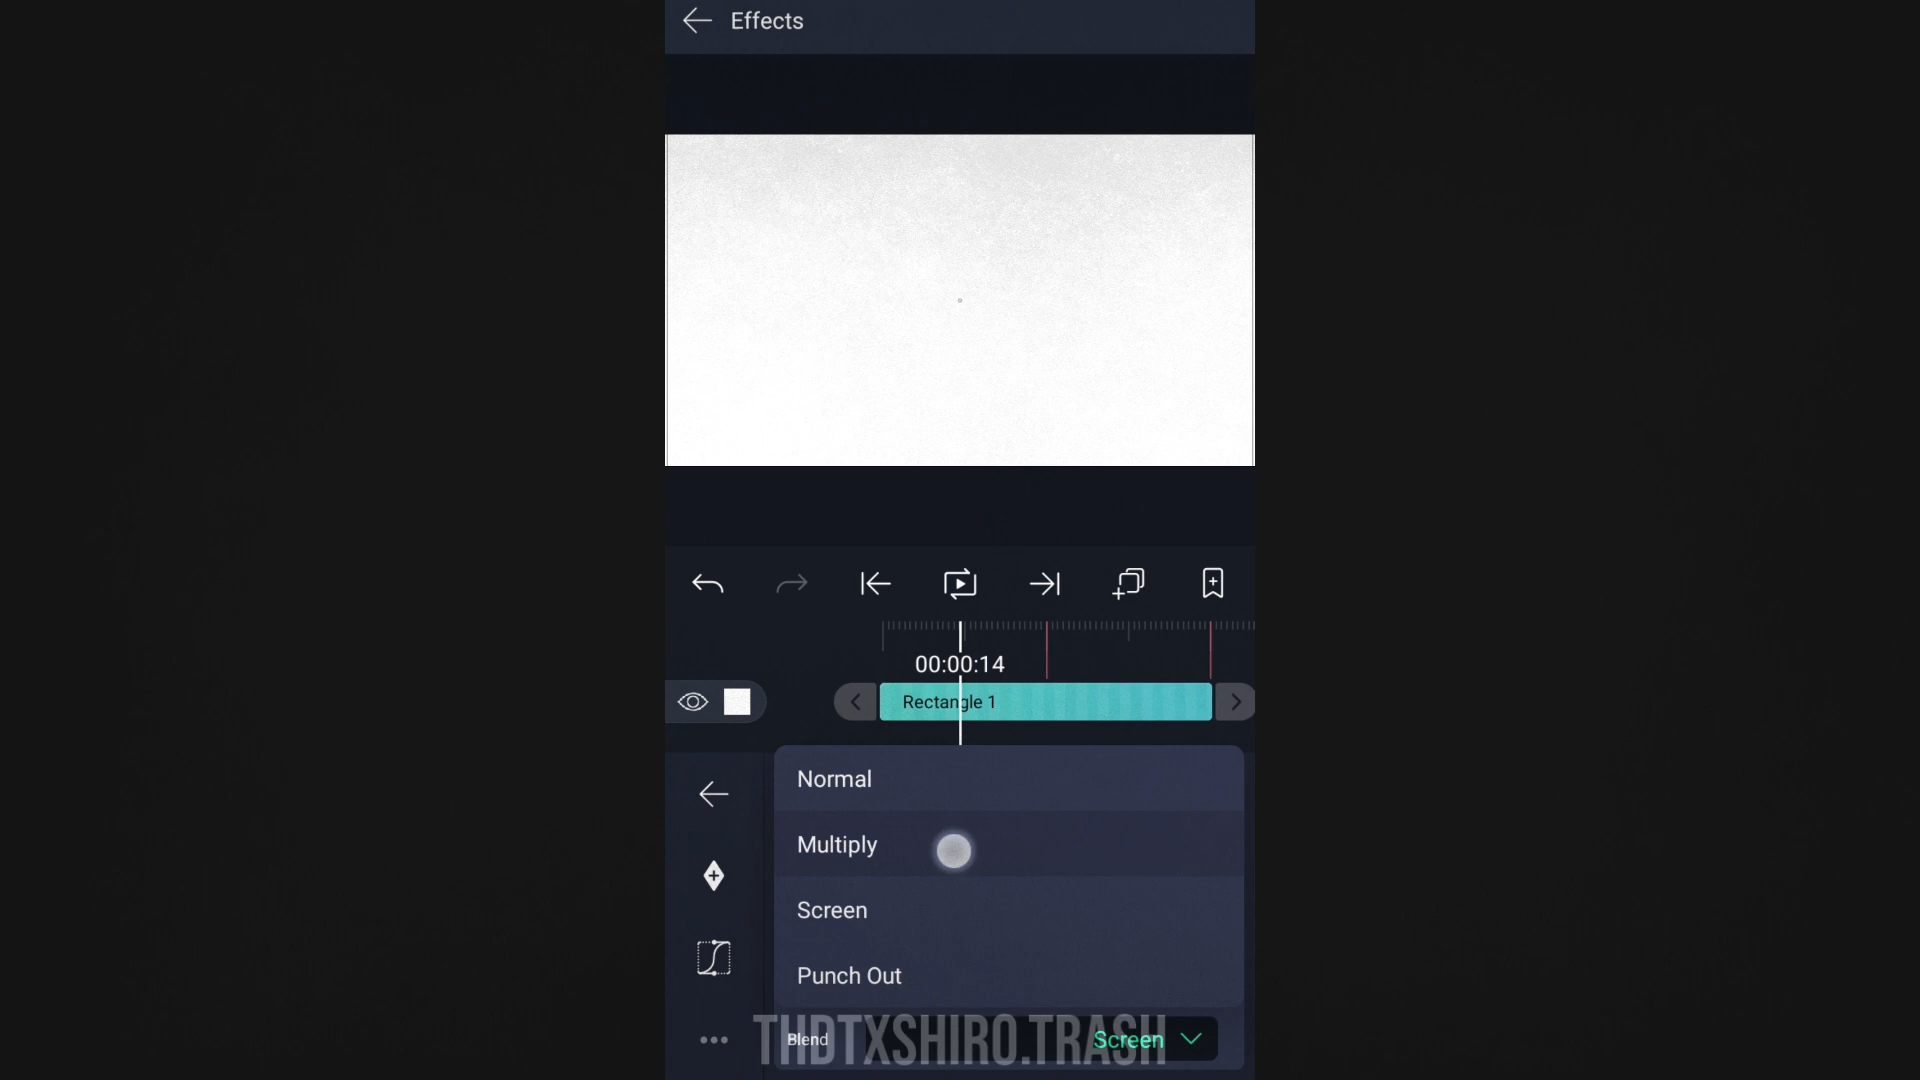 Effects
00:00:14
Rectangle 1
Normal
Multiply
Screen
Punch Out
Blend
Screen
THDTXSHIRO.TRASH